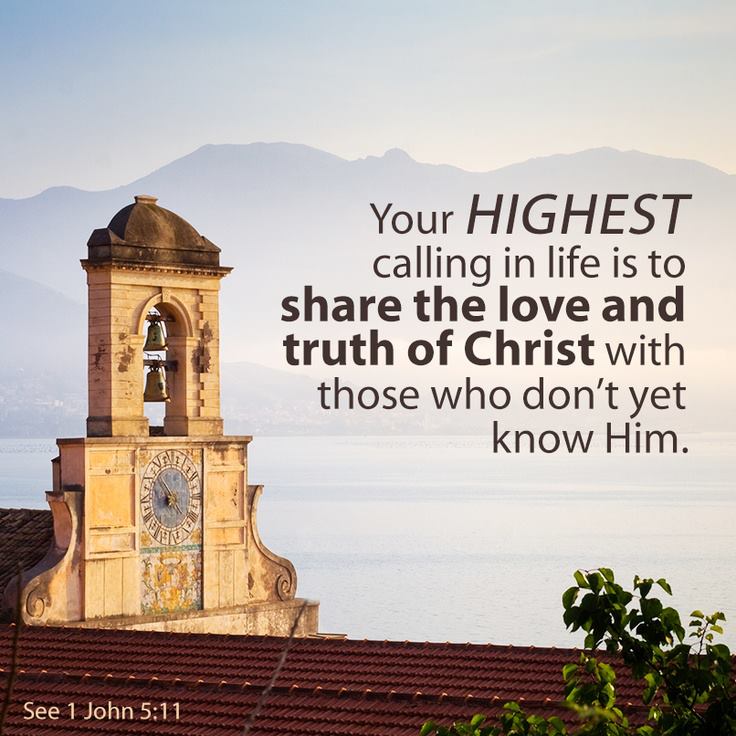 Your HIGHEST
calling in life is to
share the love and
truth of Christ with
those who don't yet
know Him.
See 1 John 5:11